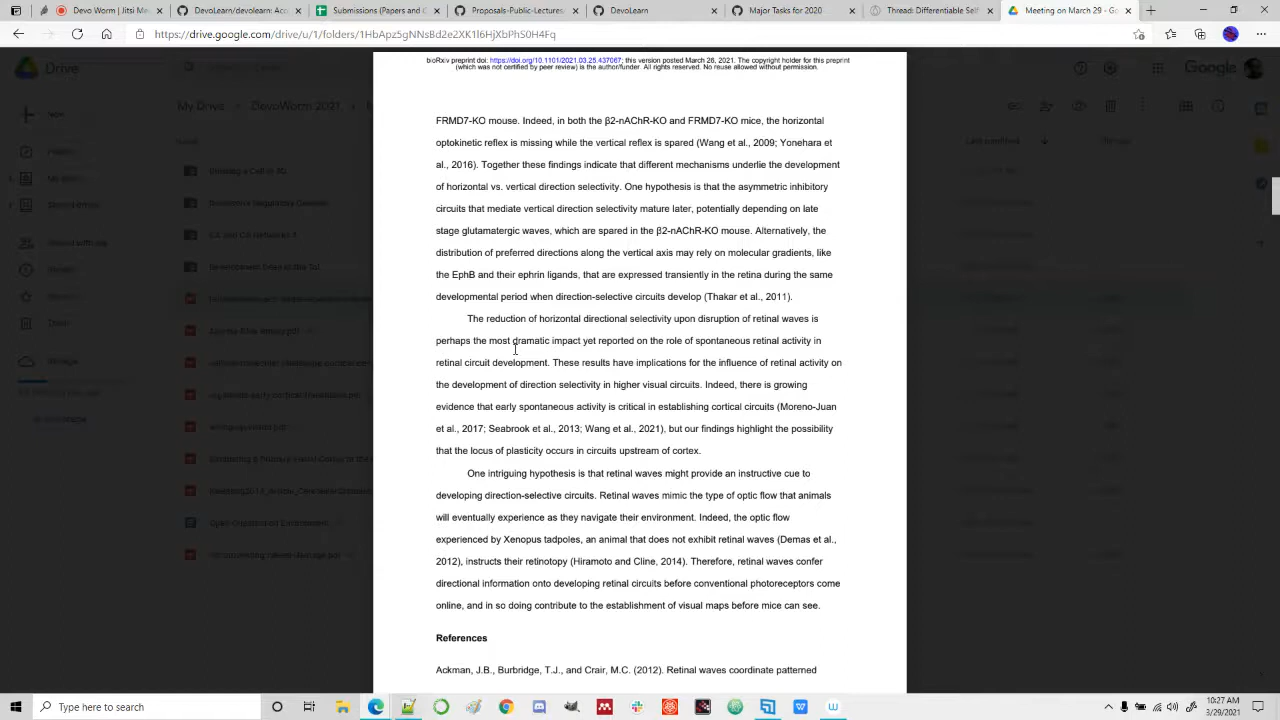 DevoLearn
DevoLearn
Submissions - DevoZoo
PsubhashishS/DevoLearn
DevoLearn
NMA Topics for 2020
Thread: Differentiable Self
Meeting on March 29 - Go
https://drive.google.com/drive/u/1/folders/1HbAp
Drive
Google
My Drive
DevoWorm 2021
bioRxiv preprint doi: https://doi.org/10.1101/2021.03.25.437067; this version posted March 26, 2021. The copyright holder for this preprint
(which was not certified by peer review) is the author/funder. All rights reserved. No reuse allowed without permission.
FRMD7-KO mouse. Indeed, in both the β2-nAChR-KO and FRMD7-KO mice, the horizontal
optokinetic reflex is missing while the vertical reflex is spared (Wang et al., 2009; Yonehara et
al., 2016). Together these findings indicate that different mechanisms underlie the development
of horizontal vs. vertical direction selectivity. One hypothesis is that the asymmetric inhibitory
circuits that mediate vertical direction selectivity mature later, potentially depending on late
stage glutamatergic waves, which are spared in the β2-nAChR-KO mouse. Alternatively, the
distribution of preferred directions along the vertical axis may rely on molecular gradients, like
the EphB and their ephrin ligands, that are expressed transiently in the retina during the same
developmental period when direction-selective circuits develop (Thakar et al., 2011).
The reduction of horizontal directional selectivity upon disruption of retinal waves is
perhaps the most dramatic impact yet reported on the role of spontaneous retinal activity in
retinal circuit development. These results have implications for the influence of retinal activity on
the development of direction selectivity in higher visual circuits. Indeed, there is growing
evidence that early spontaneous activity is critical in establishing cortical circuits (Moreno-Juan
et al., 2017; Seabrook et al., 2013; Wang et al., 2021), but our findings highlight the possibility
that the locus of plasticity occurs in circuits upstream of cortex.
One intriguing hypothesis is that retinal waves might provide an instructive cue to
developing direction-selective circuits. Retinal waves mimic the type of optic flow that animals
will eventually experience as they navigate their environment. Indeed, the optic flow
experienced by Xenopus tadpoles, an animal that does not exhibit retinal waves (Demas et al.,
2012), instructs their retinotopy (Hiramoto and Cline, 2014). Therefore, retinal waves confer
directional information onto developing retinal circuits before conventional photoreceptors come
online, and in so doing contribute to the establishment of visual maps before mice can see.
References
Ackman, J.B., Burbridge, T.J., and Crair, M.C. (2012). Retinal waves coordinate patterned
Type here to search
10:27 AM
3/29/2021